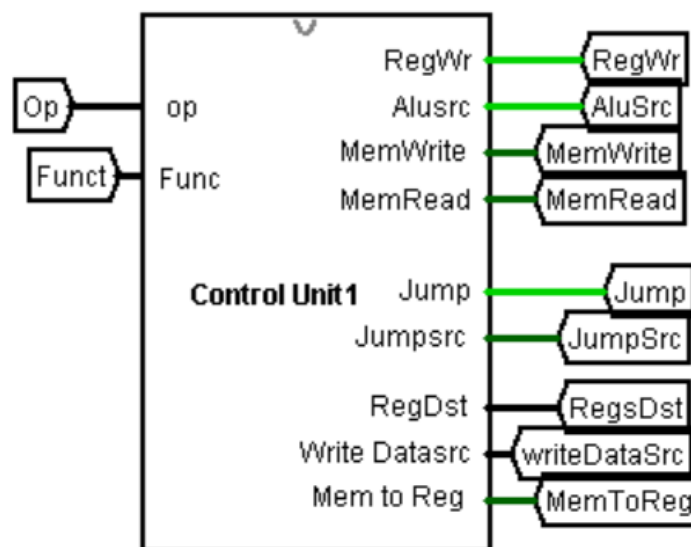 RegWr RegWr
Op op Alusrc AluSrc
MemWrite MemWrite
Funct Func MemRead MemRead
Control Unit1 Jump Jump
Jumpsrc JumpSrc
RegDst RegsDst
Write Datasrc writeDataSrc
Mem to Reg MemToReg